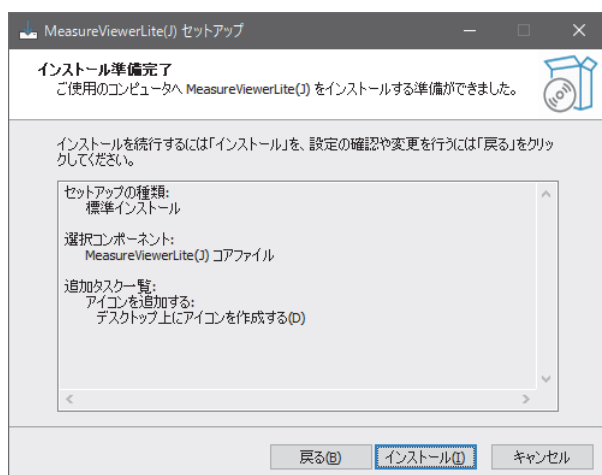 MeasureViewerLite(J) セットアップ
インストール準備完了
ご使用のコンピュータへ MeasureViewerLite(J) をインストールする準備ができました。
インストールを続行するには「インストール」を、設定の確認や変更を行うには「戻る」をクリッ
クしてください。
セットアップの種類:
標準インストール
選択コンポーネント:
MeasureViewerLite(J) コアファイル
追加タスク一覧:
アイコンを追加する:
デスクトップ上にアイコンを作成する(D)
戻る(B) インストール(I) キャンセル